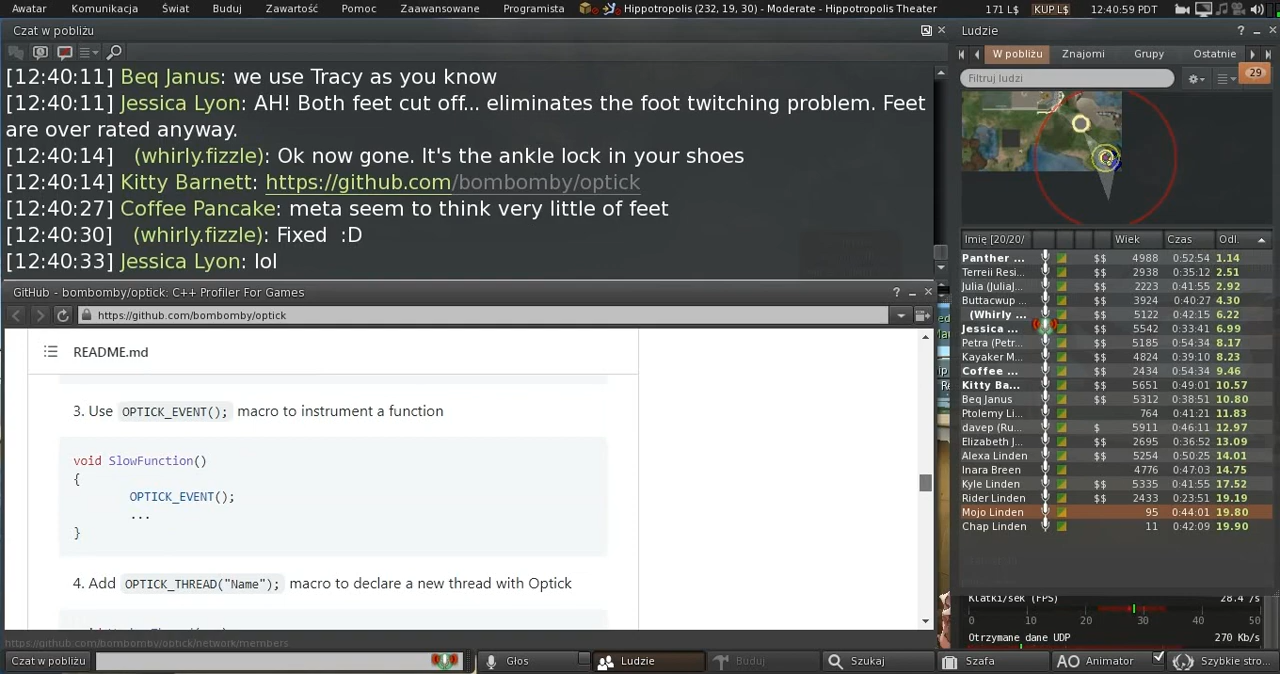 Awatar Komunikacja Świat Buduj Zawartość Pomoc Zaawansowane Programista Hippotropolis (232, 19, 30) - Moderate - Hippotropolis Theater 171 L$ KUP L$ 12:40:59 PDT
Czat w pobliżu
[12:40:11] Beq Janus: we use Tracy as you know
[12:40:11] Jessica Lyon: AH! Both feet cut off... eliminates the foot twitching problem. Feet
are over rated anyway.
[12:40:14] (whirly.fizzle): Ok now gone. It's the ankle lock in your shoes
[12:40:14] Kitty Barnett: https://github.com/bombomby/optick
[12:40:27] Coffee Pancake: meta seem to think very little of feet
[12:40:30] (whirly.fizzle): Fixed :D
[12:40:33] Jessica Lyon: lol
GitHub - bombomby/optick: C++ Profiler For Games
https://github.com/bombomby/optick
README.md
3. Use OPTICK_EVENT(); macro to instrument a function
void SlowFunction()
{
OPTICK_EVENT();
...
}
4. Add OPTICK_THREAD("Name"); macro to declare a new thread with Optick
https://github.com/bombomby/optick/network/members
Ludzie
W pobliżu Znajomi Grupy Ostatnie
Filtruj ludzi
29
Imię [20/20/ Wiek Czas Odl.
Panther ... $$ 4988 0:52:54 1.14
Terreii Resi... $$ 2938 0:35:12 2.51
Julia (JuliaJ... $$ 2223 0:41:55 2.92
Buttacwup ... $$ 3924 0:40:27 4.30
(Whirly ... $$ 5122 0:42:15 6.22
Jessica ... $$ 5542 0:33:41 6.99
Petra (Petr... $$ 5185 0:54:34 8.17
Kayaker M... $$ 4824 0:39:10 8.23
Coffee ... $$ 2434 0:54:34 9.46
Kitty Ba... $$ 5651 0:49:01 10.57
Beq Janus $$ 5312 0:38:51 10.80
Ptolemy Li... 764 0:41:21 11.83
davep (Ru... $ 5911 0:46:11 12.97
Elizabeth J... $$ 2695 0:36:52 13.09
Alexa Linden $$ 5254 0:50:25 14.01
Inara Breen 4776 0:47:03 14.75
Kyle Linden $$ 5335 0:41:55 17.52
Rider Linden $$ 2433 0:23:51 19.19
Mojo Linden 95 0:44:01 19.80
Chap Linden 11 0:42:09 19.90
Klatki/sek (FPS) 28.4 /s
0 10 20 30 40 50
Otrzymane dane UDP 270 Kb/s
Czat w pobliżu Głos Ludzie Buduj Szukaj Szafa AO Animator Szybkie stro...